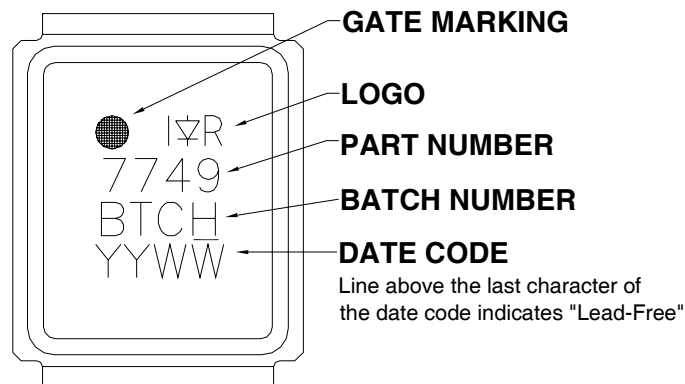 GATE MARKING
I R
LOGO
7749
PART NUMBER
BTCH
BATCH NUMBER
YYWW
DATE CODE
Line above the last character of
the date code indicates "Lead-Free"